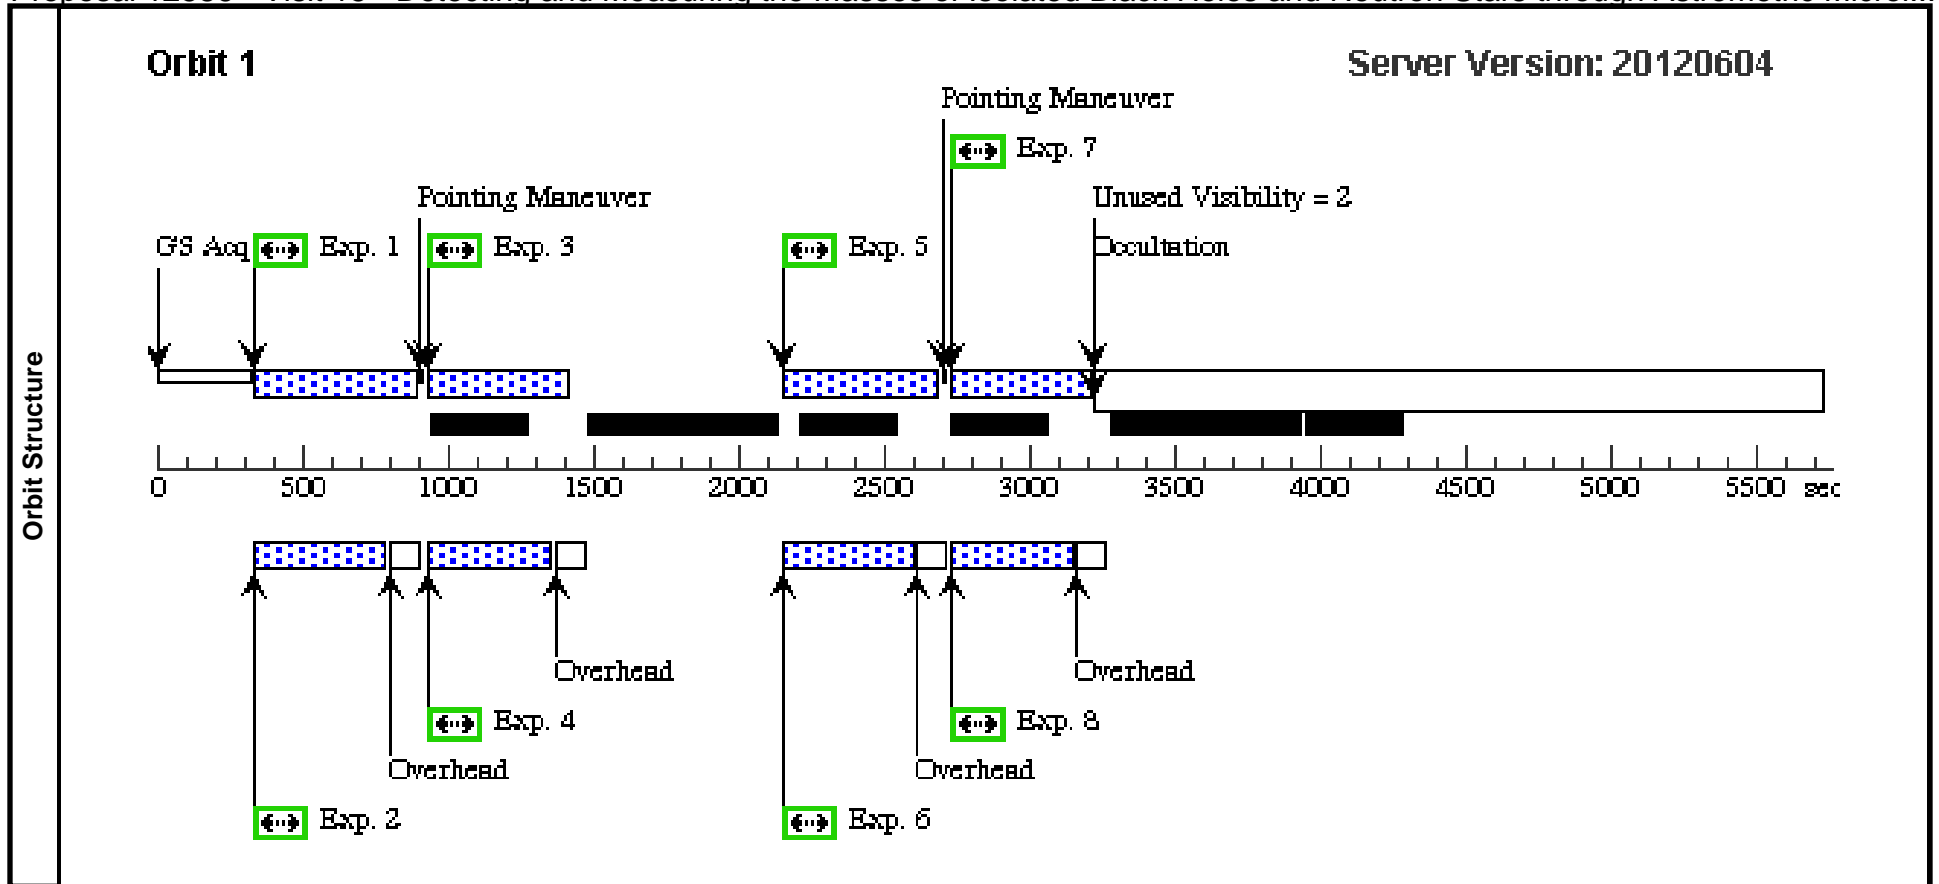 Orbit 1
Server Version: 20120604
Pointing Maneuver
Exp. 7
Pointing Maneuver
Unused Visibility = 2
GS Acq
Exp. 1
Exp. 3
Exp. 5
Occultation
Orbit Structure
0 500 1000 1500 2000 2500 3000 3500 4000 4500 5000 5500 sec
Overhead
Overhead
Exp. 4
Exp. 8
Overhead
Overhead
Exp. 2
Exp. 6